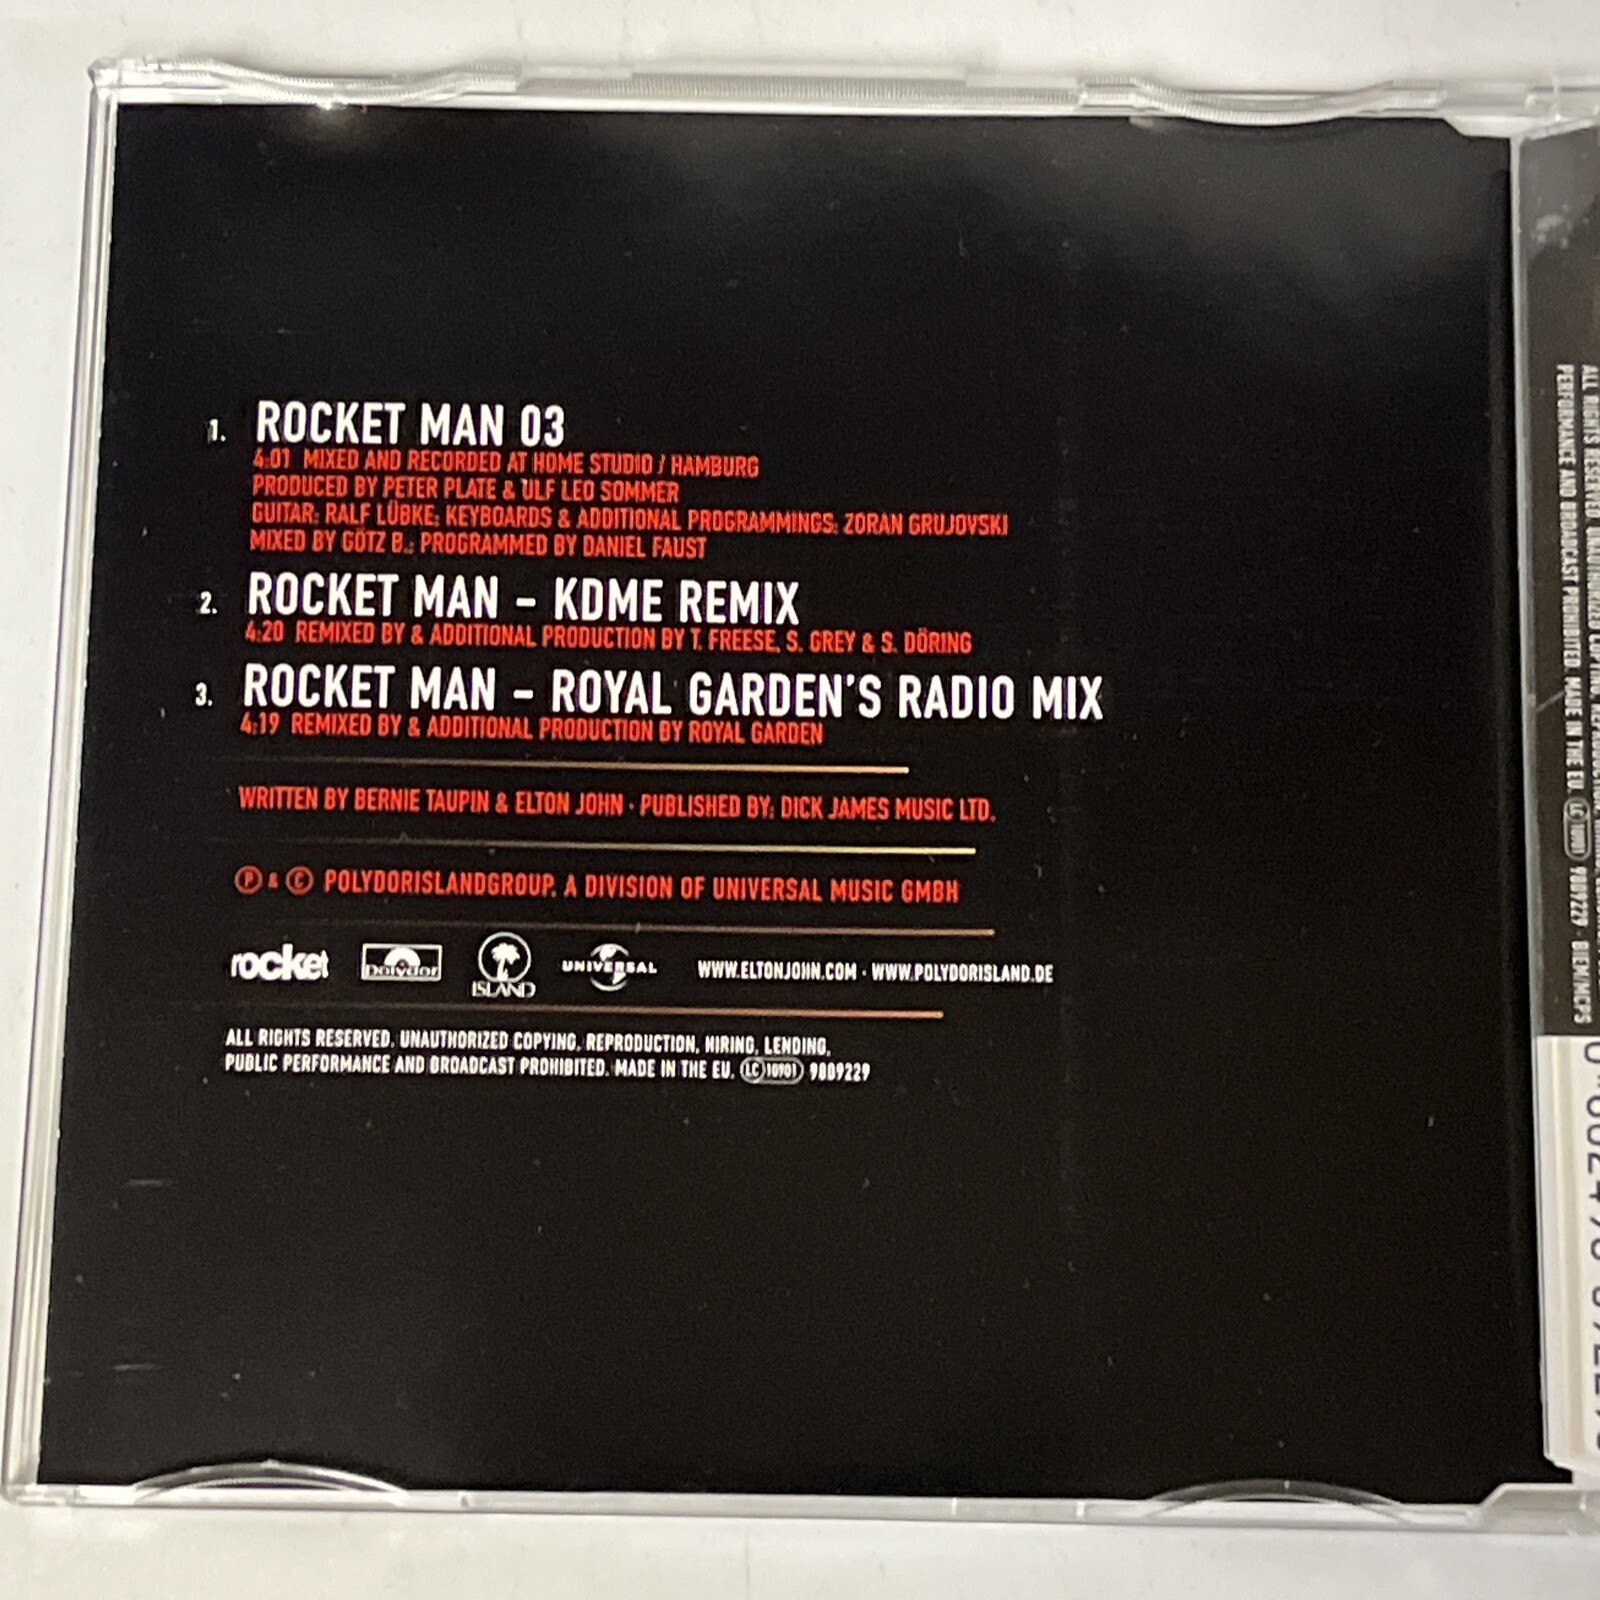 1. ROCKET MAN 03
4:01 MIXED AND RECORDED AT HOME STUDIO / HAMBURG
PRODUCED BY PETER PLATE & ULF LEO SOMMER
GUITAR: RALF LÜBKE; KEYBOARDS & ADDITIONAL PROGRAMMINGS: ZORAN GRUJOVSKI
MIXED BY GÖTZ B.; PROGRAMMED BY DANIEL FAUST
2. ROCKET MAN – KDME REMIX
4:20 REMIXED BY & ADDITIONAL PRODUCTION BY T. FREESE, S. GREY & S. DÖRING
3. ROCKET MAN – ROYAL GARDEN'S RADIO MIX
4:19 REMIXED BY & ADDITIONAL PRODUCTION BY ROYAL GARDEN
WRITTEN BY BERNIE TAUPIN & ELTON JOHN · PUBLISHED BY: DICK JAMES MUSIC LTD.
Ⓟ & © POLYDORISLANDGROUP. A DIVISION OF UNIVERSAL MUSIC GMBH
rocket Polydor ISLAND UNIVERSAL WWW.ELTONJOHN.COM · WWW.POLYDORISLAND.DE
ALL RIGHTS RESERVED. UNAUTHORIZED COPYING, REPRODUCTION, HIRING, LENDING,
PUBLIC PERFORMANCE AND BROADCAST PROHIBITED. MADE IN THE EU. LC 10901 9809229
ALL RIGHTS RESERVED. UNAUTHORIZED COPYING, REPRODUCTION,
PERFORMANCE AND BROADCAST PROHIBITED. MADE IN THE EU. LC 10901 9809229 · BIEM/MCPS